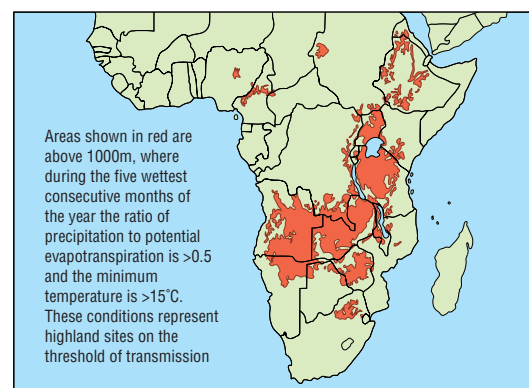 Areas shown in red are
above 1000m, where
during the five wettest
consecutive months of
the year the ratio of
precipitation to potential
evapotranspiration is >0.5
and the minimum
temperature is >15˚C.
These conditions represent
highland sites on the
threshold of transmission